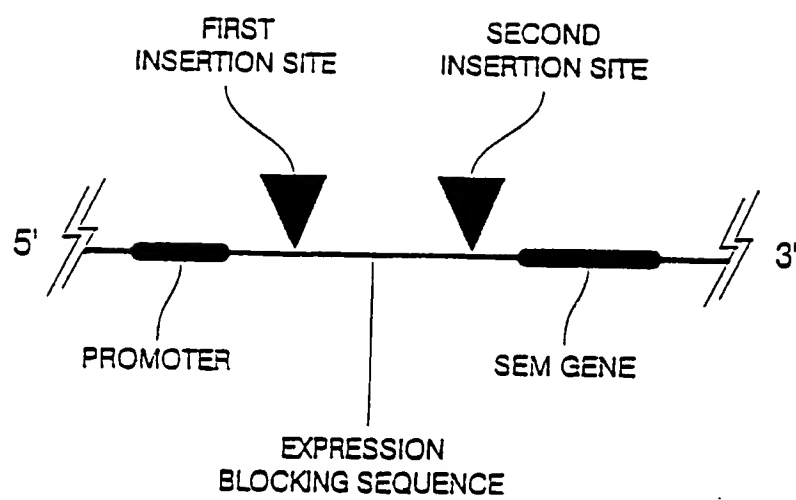 FIRST
INSERTION SITE
SECOND
INSERTION SITE
5'
3'
PROMOTER
SEM GENE
EXPRESSION
BLOCKING SEQUENCE